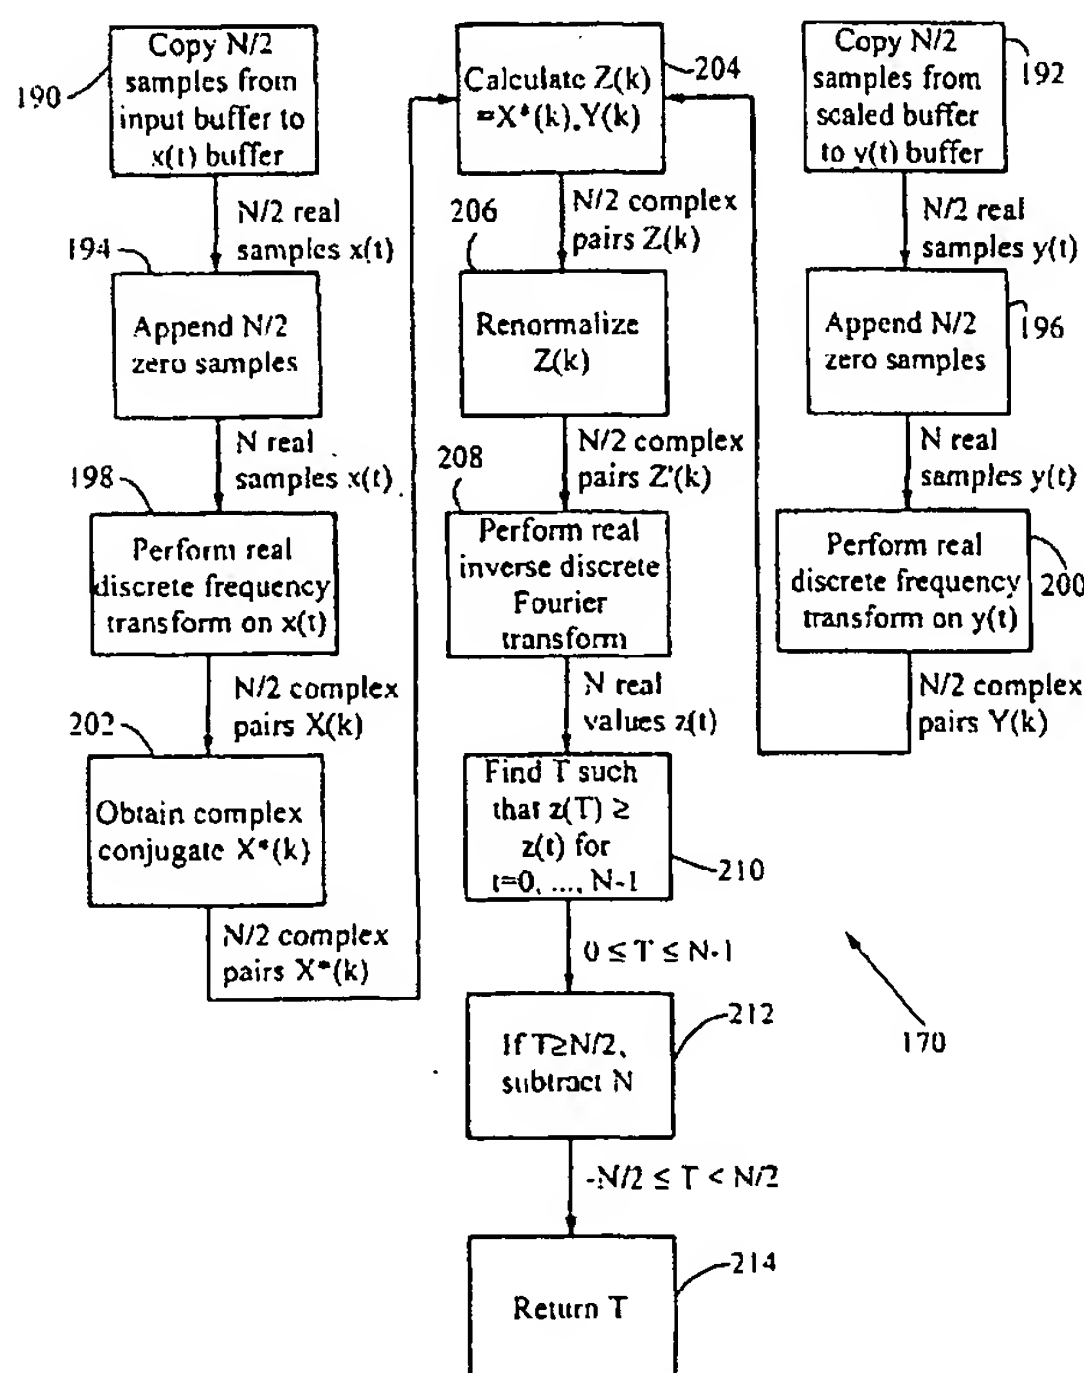 190
Copy N/2
samples from
input buffer to
x(t) buffer
N/2 real
samples x(t)
194
Append N/2
zero samples
N real
samples x(t)
198
Perform real
discrete frequency
transform on x(t)
N/2 complex
pairs X(k)
202
Obtain complex
conjugate X*(k)
N/2 complex
pairs X*(k)
204
Calculate Z(k)
=X*(k).Y(k)
206
N/2 complex
pairs Z(k)
Renormalize
Z(k)
208
N/2 complex
pairs Z'(k)
Perform real
inverse discrete
Fourier
transform
N real
values z(t)
Find T such
that z(T) ≥
z(t) for
t=0, ..., N-1
210
0 ≤ T ≤ N-1
212
If T≥N/2,
subtract N
-N/2 ≤ T < N/2
214
Return T
192
Copy N/2
samples from
scaled buffer
to y(t) buffer
N/2 real
samples y(t)
196
Append N/2
zero samples
N real
samples y(t)
200
Perform real
discrete frequency
transform on y(t)
N/2 complex
pairs Y(k)
170